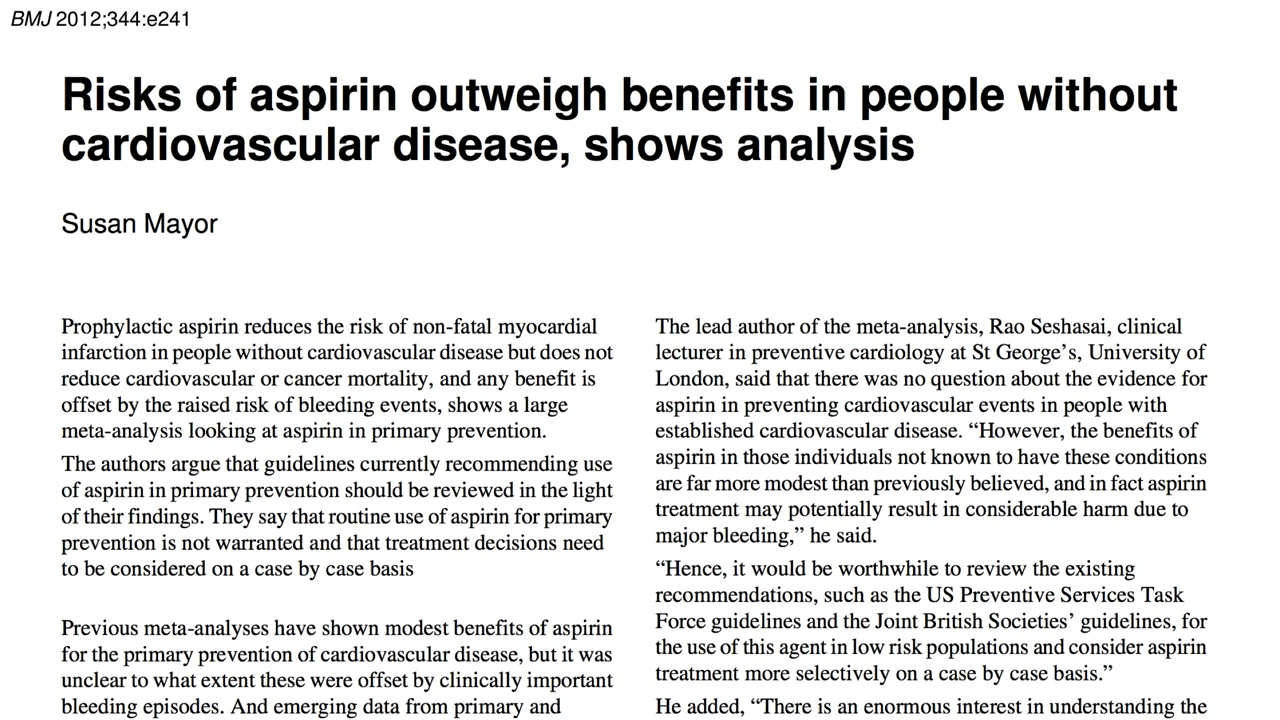 BMJ 2012;344:e241
Risks of aspirin outweigh benefits in people without
cardiovascular disease, shows analysis
Susan Mayor
Prophylactic aspirin reduces the risk of non-fatal myocardial
infarction in people without cardiovascular disease but does not
reduce cardiovascular or cancer mortality, and any benefit is
offset by the raised risk of bleeding events, shows a large
meta-analysis looking at aspirin in primary prevention.
The authors argue that guidelines currently recommending use
of aspirin in primary prevention should be reviewed in the light
of their findings. They say that routine use of aspirin for primary
prevention is not warranted and that treatment decisions need
to be considered on a case by case basis
Previous meta-analyses have shown modest benefits of aspirin
for the primary prevention of cardiovascular disease, but it was
unclear to what extent these were offset by clinically important
bleeding episodes. And emerging data from primary and
The lead author of the meta-analysis, Rao Seshasai, clinical
lecturer in preventive cardiology at St George’s, University of
London, said that there was no question about the evidence for
aspirin in preventing cardiovascular events in people with
established cardiovascular disease. “However, the benefits of
aspirin in those individuals not known to have these conditions
are far more modest than previously believed, and in fact aspirin
treatment may potentially result in considerable harm due to
major bleeding,” he said.
“Hence, it would be worthwhile to review the existing
recommendations, such as the US Preventive Services Task
Force guidelines and the Joint British Societies’ guidelines, for
the use of this agent in low risk populations and consider aspirin
treatment more selectively on a case by case basis.”
He added, “There is an enormous interest in understanding the